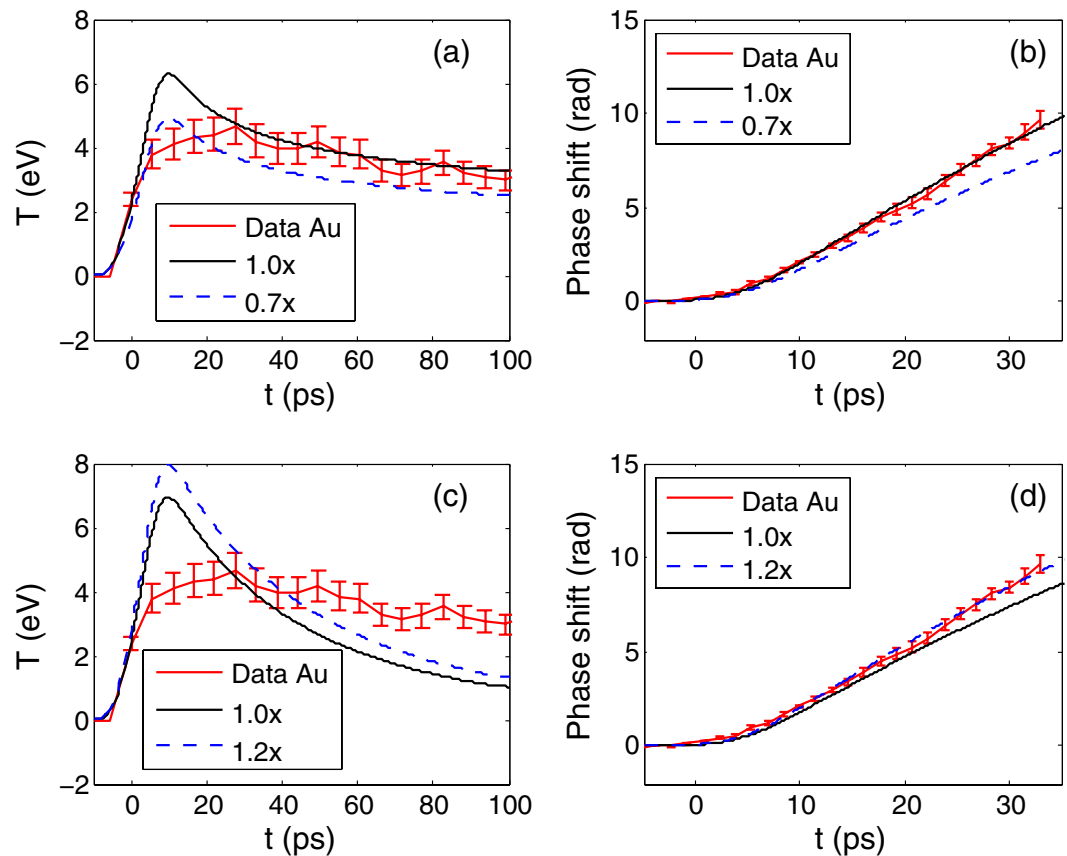 (a)
8
6
4
2
0
−2
T (eV)
Data Au
1.0x
0.7x
0 20 40 60 80 100
t (ps)
(b)
15
10
5
0
Phase shift (rad)
Data Au
1.0x
0.7x
0 10 20 30
t (ps)
(c)
8
6
4
2
0
−2
T (eV)
Data Au
1.0x
1.2x
0 20 40 60 80 100
t (ps)
(d)
15
10
5
0
Phase shift (rad)
Data Au
1.0x
1.2x
0 10 20 30
t (ps)